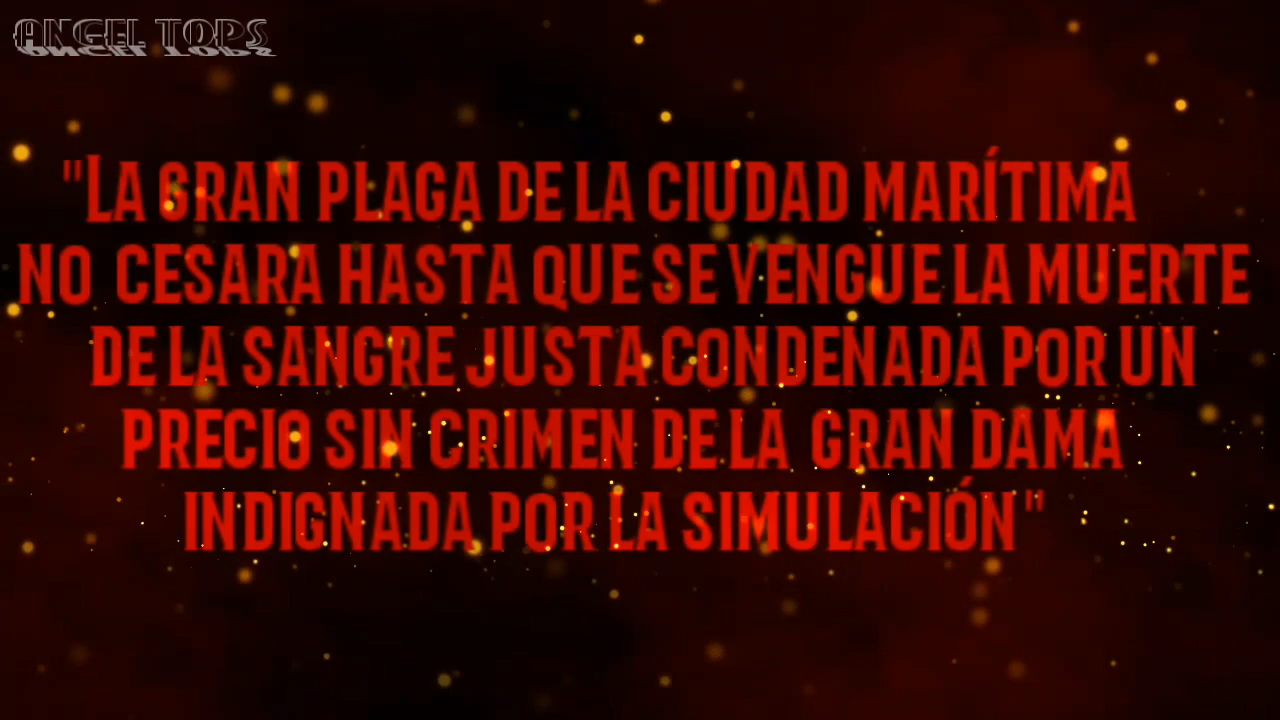 ANGEL TOPS
"LA GRAN PLAGA DE LA CIUDAD MARÍTIMA
NO CESARA HASTA QUE SE VENGUE LA MUERTE
DE LA SANGRE JUSTA CONDENADA POR UN
PRECIO SIN CRIMEN DE LA GRAN DAMA
INDIGNADA POR LA SIMULACIÓN"